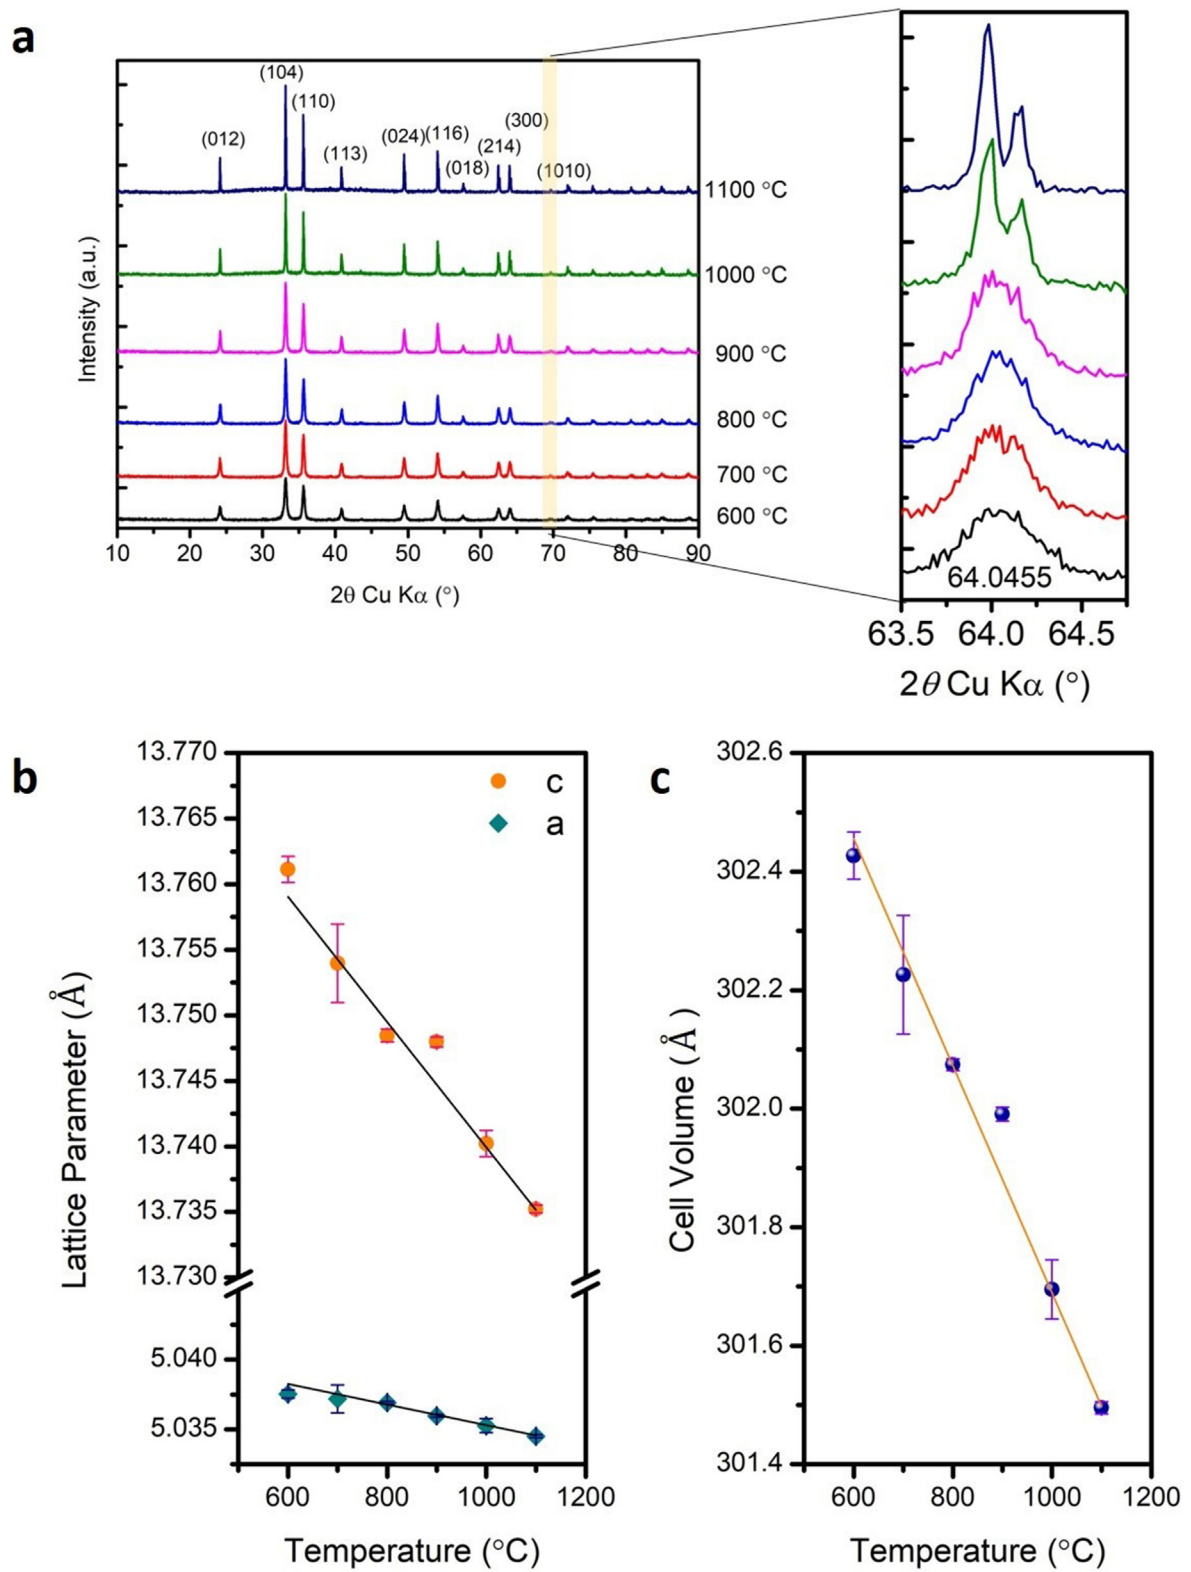 a
(104)
(110)
(300)
(012)
(024)
(116)
(214)
(113)
(018)
(1010)
1100 °C
1000 °C
900 °C
800 °C
700 °C
600 °C
Intensity (a.u.)
10 20 30 40 50 60 70 80 90
2θ Cu Kα (°)
64.0455
63.5 64.0 64.5
2θ Cu Kα (°)
b
13.770
13.765
13.760
13.755
13.750
13.745
13.740
13.735
13.730
5.040
5.035
c
a
Lattice Parameter (Å)
600 800 1000 1200
Temperature (°C)
c
302.6
302.4
302.2
302.0
301.8
301.6
301.4
Cell Volume (Å )
600 800 1000 1200
Temperature (°C)